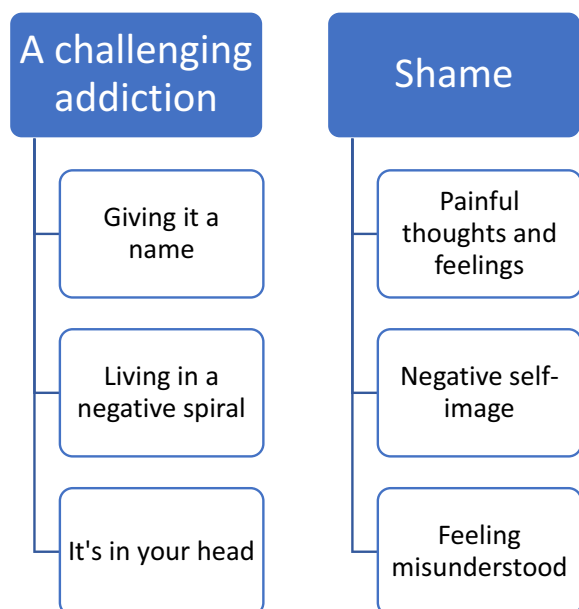 A challenging
addiction
Giving it a
name
Living in a
negative spiral
It's in your head
Shame
Painful
thoughts and
feelings
Negative self-
image
Feeling
misunderstood